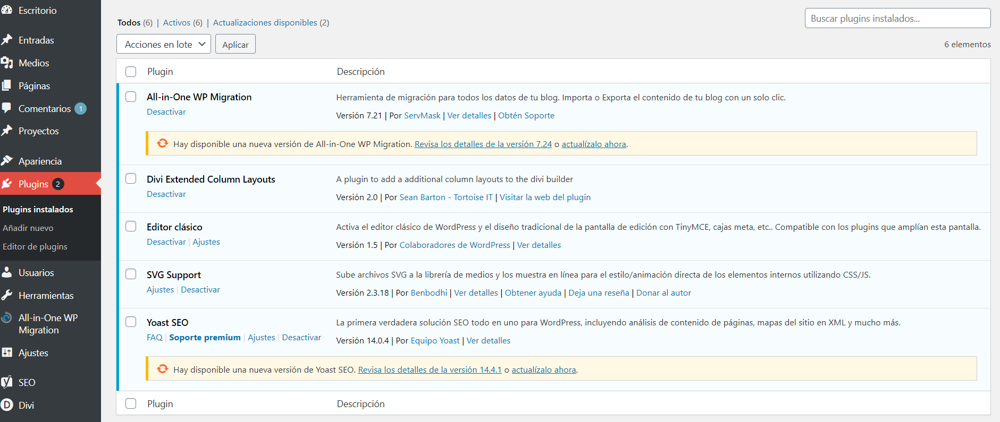 Escritorio
Entradas
Medios
Páginas
Comentarios 1
Proyectos
Apariencia
Plugins 2
Plugins instalados
Añadir nuevo
Editor de plugins
Usuarios
Herramientas
All-in-One WP
Migration
Ajustes
SEO
Divi
Todos (6) | Activos (6) | Actualizaciones disponibles (2)
Buscar plugins instalados...
Acciones en lote Aplicar
6 elementos
Plugin Descripción
All-in-One WP Migration
Desactivar
Herramienta de migración para todos los datos de tu blog. Importa o Exporta el contenido de tu blog con un solo clic.
Versión 7.21 | Por ServMask | Ver detalles | Obtén Soporte
Hay disponible una nueva versión de All-in-One WP Migration. Revisa los detalles de la versión 7.24 o actualízalo ahora.
Divi Extended Column Layouts
Desactivar
A plugin to add a additional column layouts to the divi builder
Versión 2.0 | Por Sean Barton - Tortoise IT | Visitar la web del plugin
Editor clásico
Desactivar | Ajustes
Activa el editor clásico de WordPress y el diseño tradicional de la pantalla de edición con TinyMCE, cajas meta, etc.. Compatible con los plugins que amplían esta pantalla.
Versión 1.5 | Por Colaboradores de WordPress | Ver detalles
SVG Support
Ajustes | Desactivar
Sube archivos SVG a la librería de medios y los muestra en línea para el estilo/animación directa de los elementos internos utilizando CSS/JS.
Versión 2.3.18 | Por Benbodhi | Ver detalles | Obtener ayuda | Deja una reseña | Donar al autor
Yoast SEO
FAQ | Soporte premium | Ajustes | Desactivar
La primera verdadera solución SEO todo en uno para WordPress, incluyendo análisis de contenido de páginas, mapas del sitio en XML y mucho más.
Versión 14.0.4 | Por Equipo Yoast | Ver detalles
Hay disponible una nueva versión de Yoast SEO. Revisa los detalles de la versión 14.4.1 o actualízalo ahora.
Plugin Descripción